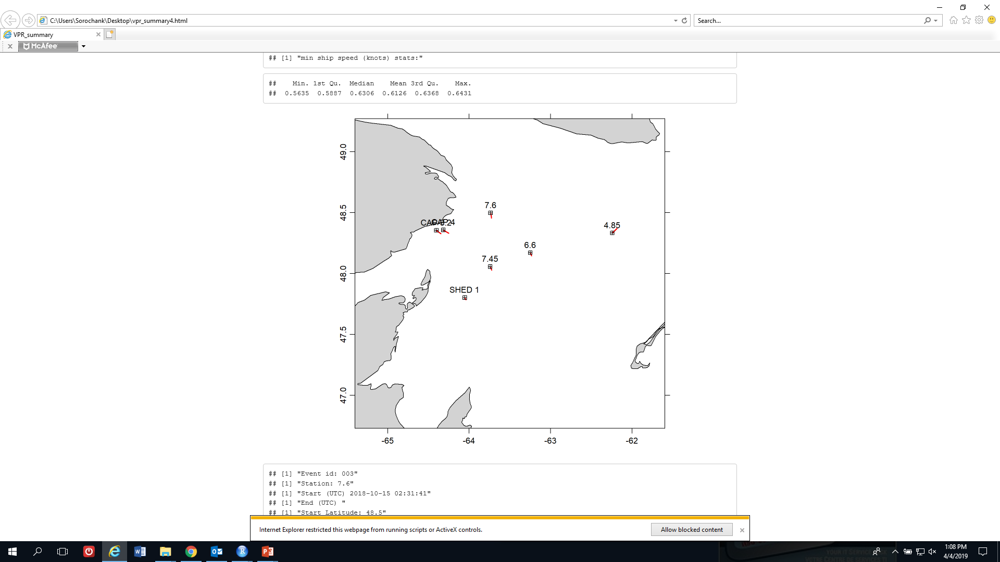 C:\Users\Sorochank\Desktop\vpr_summary4.html
Search...
VPR_summary
McAfee
## [1] "min ship speed (knots) stats:"
##    Min. 1st Qu.  Median    Mean 3rd Qu.    Max.
##  0.5635  0.5887  0.6306  0.6126  0.6368  0.6431
49.0
7.6
48.5
4.85
6.6
7.45
48.0
SHED 1
47.5
47.0
-65 -64 -63 -62
## [1] "Event id: 003"
## [1] "Station: 7.6"
## [1] "Start (UTC) 2018-10-15 02:31:41"
## [1] "End (UTC) "
## [1] "Start Latitude: 48.5"
Internet Explorer restricted this webpage from running scripts or ActiveX controls.
Allow blocked content
1:08 PM
4/4/2019